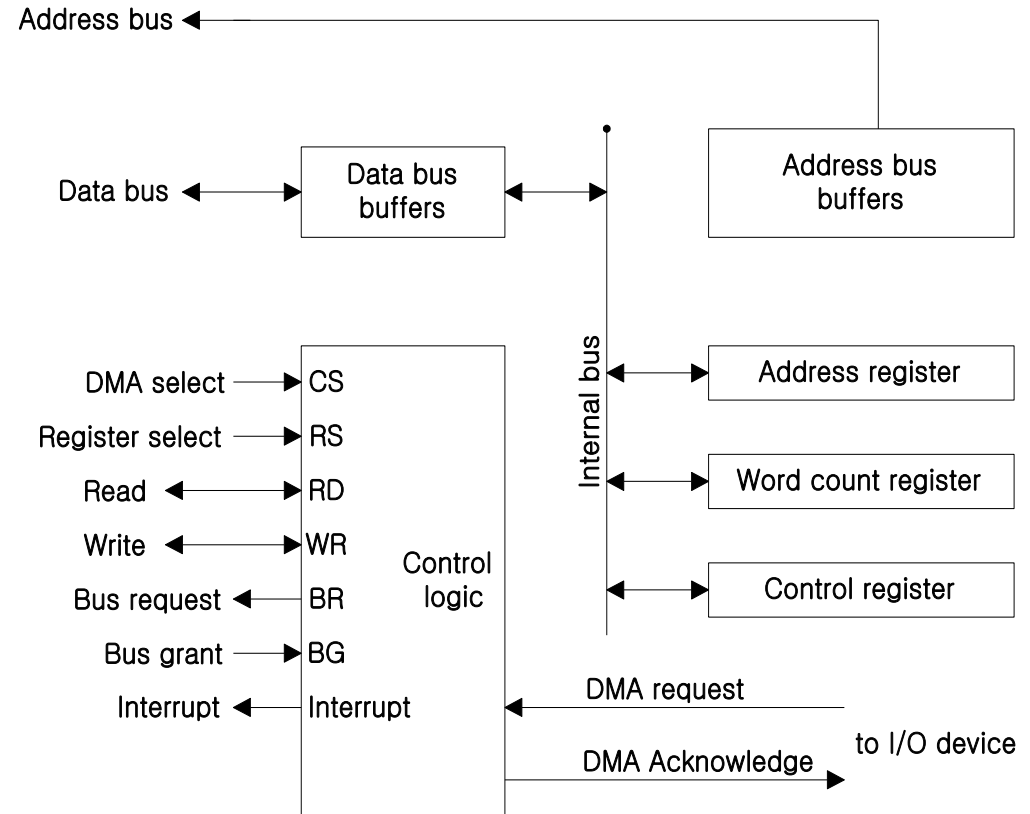 Address bus
Address bus
buffers
Data bus
Data bus
buffers
Internal bus
Address register
Word count register
Control register
DMA select
CS
Register select
RS
Read
RD
Write
WR
Control
logic
Bus request
BR
Bus grant
BG
Interrupt
Interrupt
DMA request
to I/O device
DMA Acknowledge